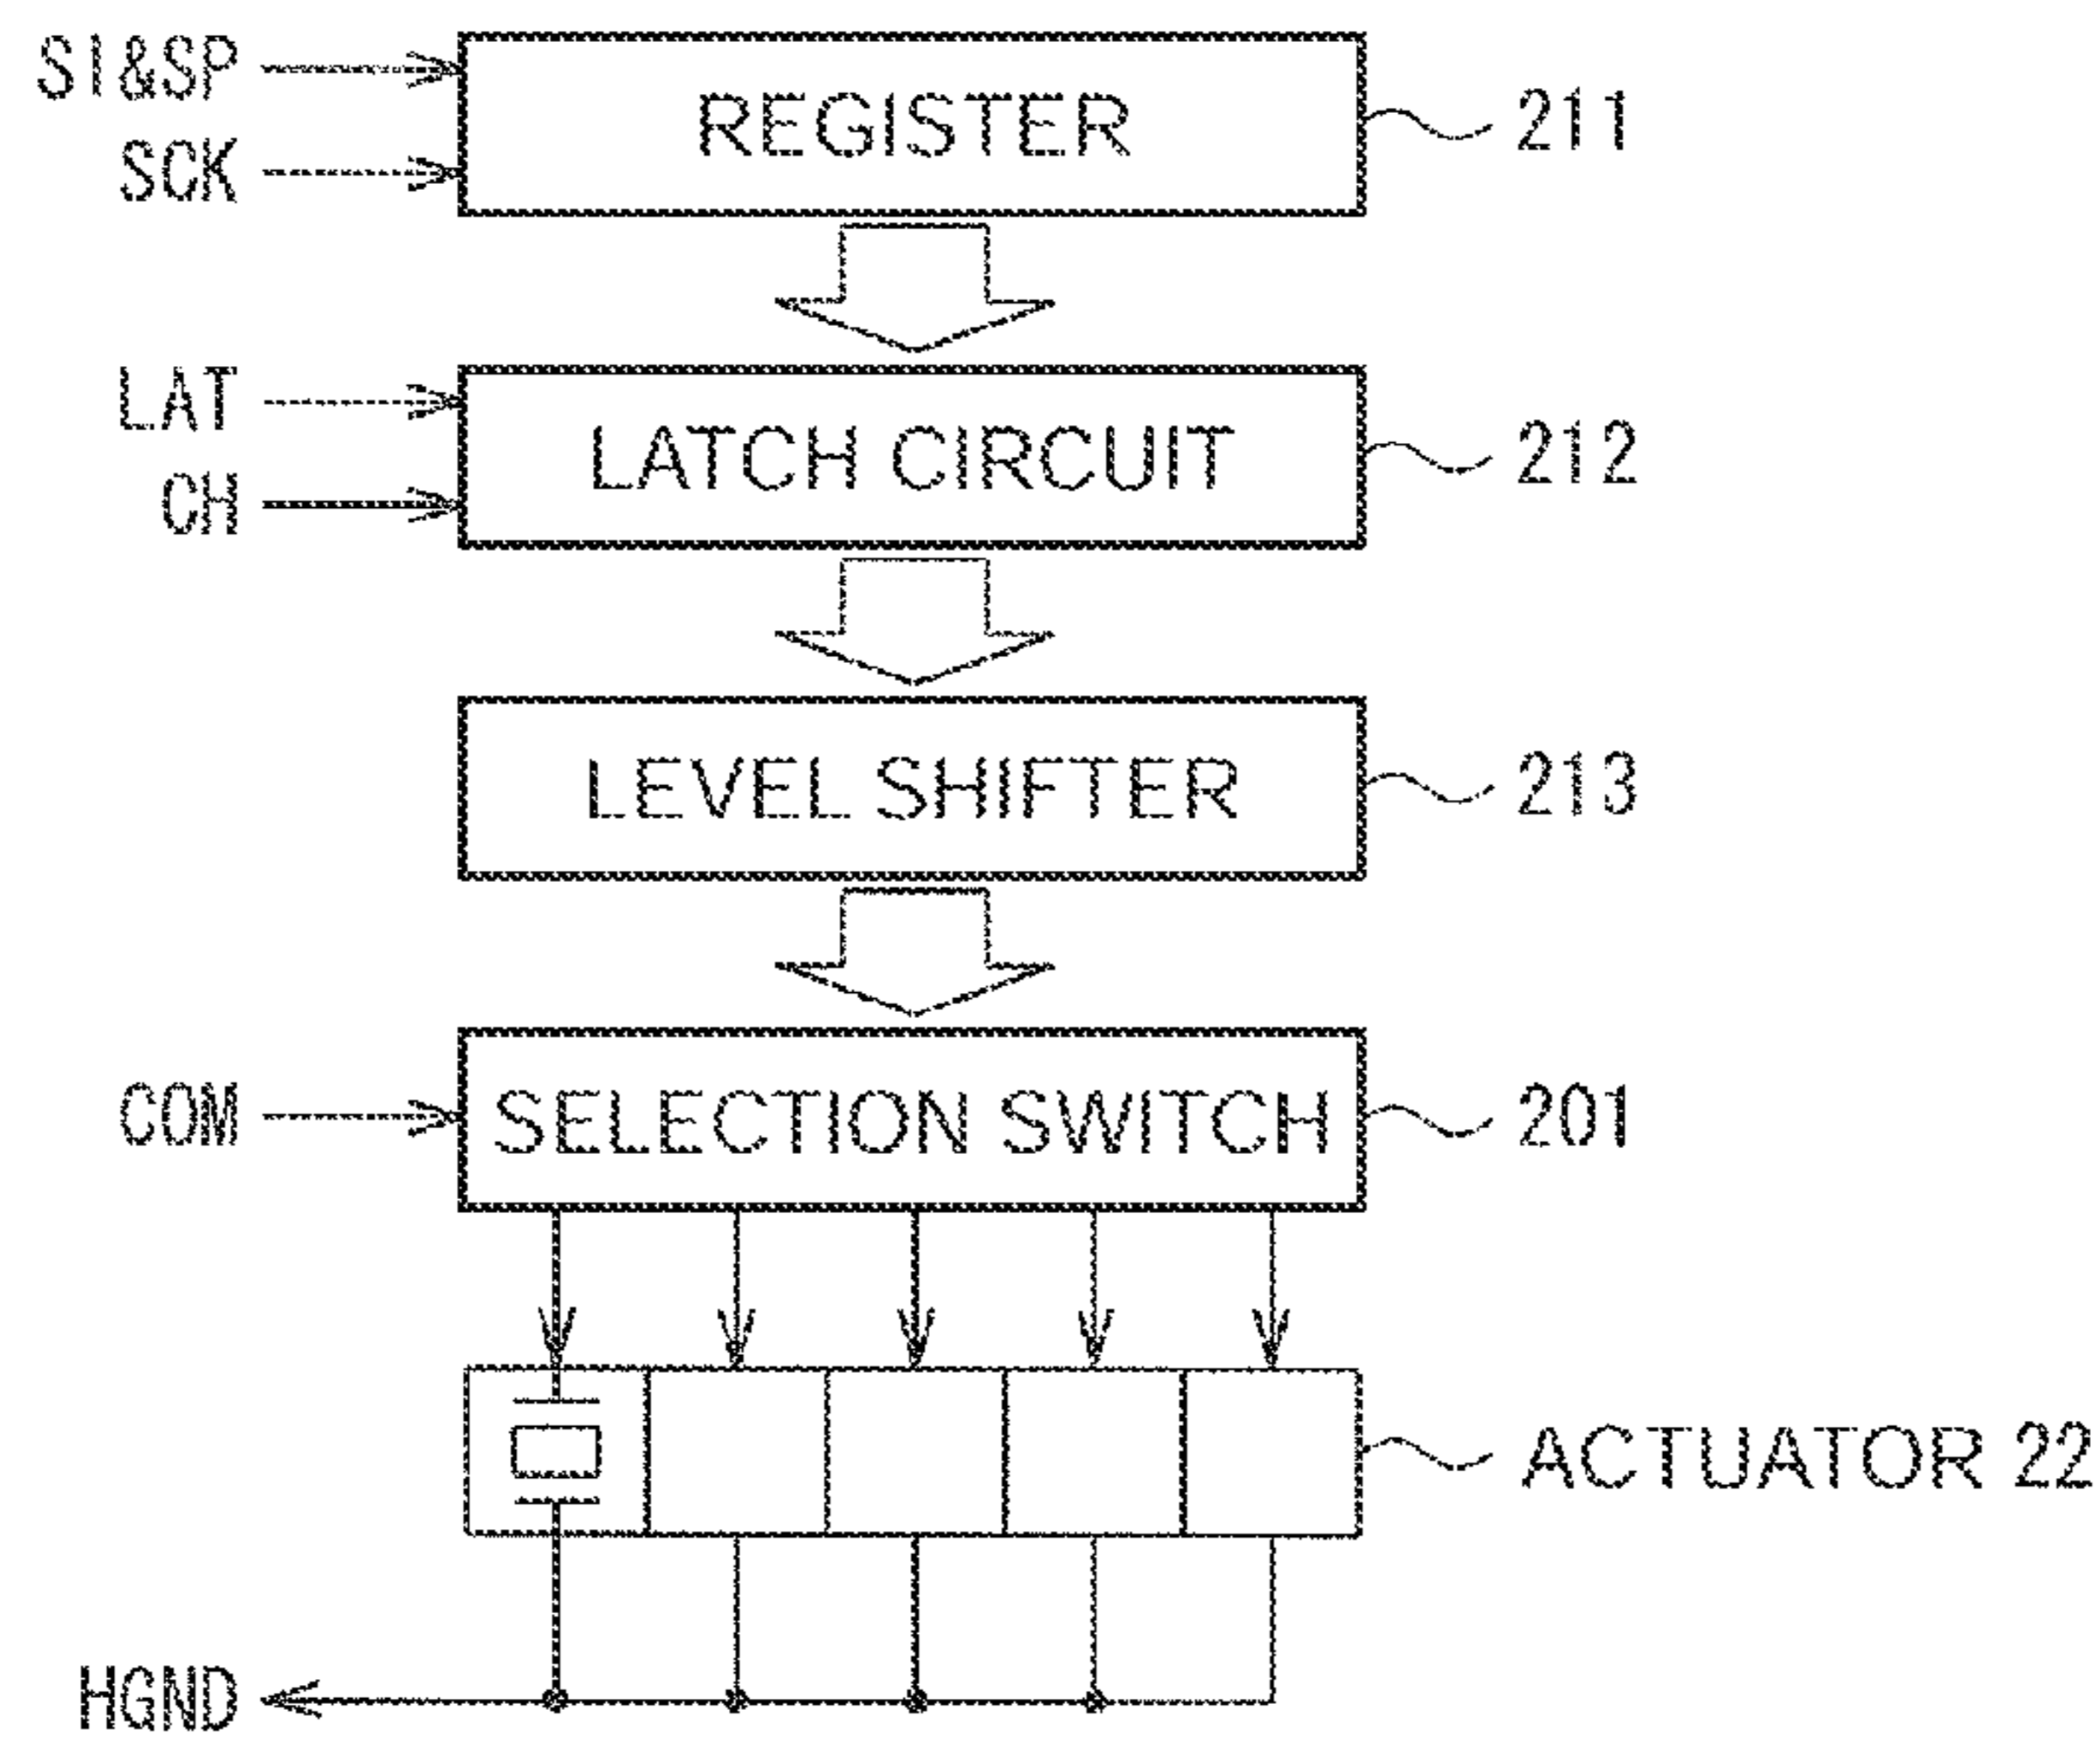 SI&SP
REGISTER
211
SCK
LAT
LATCH CIRCUIT
212
CH
LEVEL SHIFTER
213
COM
SELECTION SWITCH
201
ACTUATOR 22
HGND